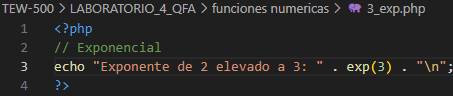 TEW-500 > LABORATORIO_4_QFA > funciones numericas > 3_exp.php
1 <?php
2 // Exponencial
3 echo "Exponente de 2 elevado a 3: " . exp(3) . "\n";
4 ?>